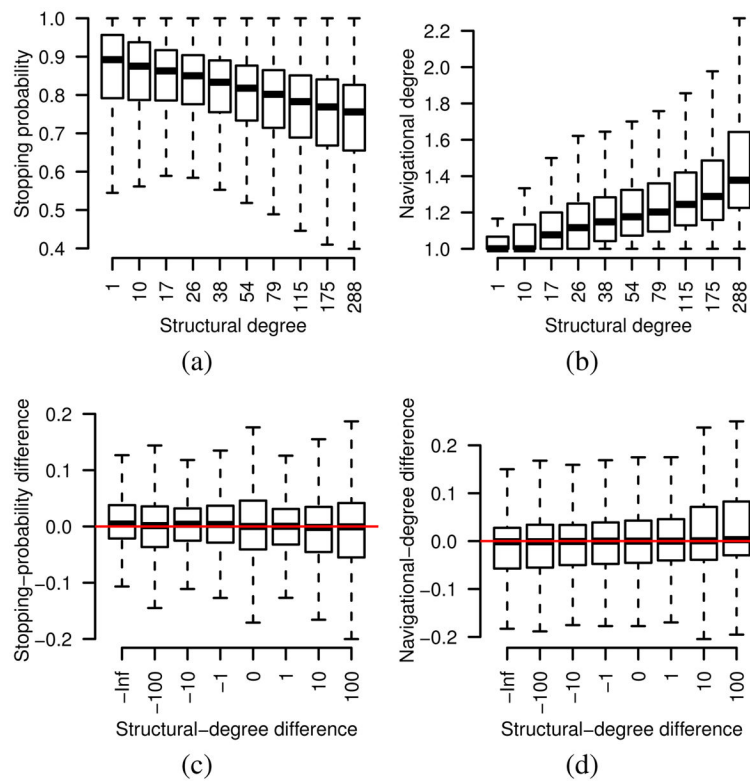 Stopping probability
1.0
0.9
0.8
0.7
0.6
0.5
0.4
1 10 17 26 38 54 79 115 175 288
Structural degree
(a)
Navigational degree
2.2
2.0
1.8
1.6
1.4
1.2
1.0
1 10 17 26 38 54 79 115 175 288
Structural degree
(b)
Stopping−probability difference
0.2
0.1
0.0
−0.1
−0.2
−Inf −100 −10 −1 0 1 10 100
Structural−degree difference
(c)
Navigational−degree difference
0.2
0.1
0.0
−0.1
−0.2
−Inf −100 −10 −1 0 1 10 100
Structural−degree difference
(d)